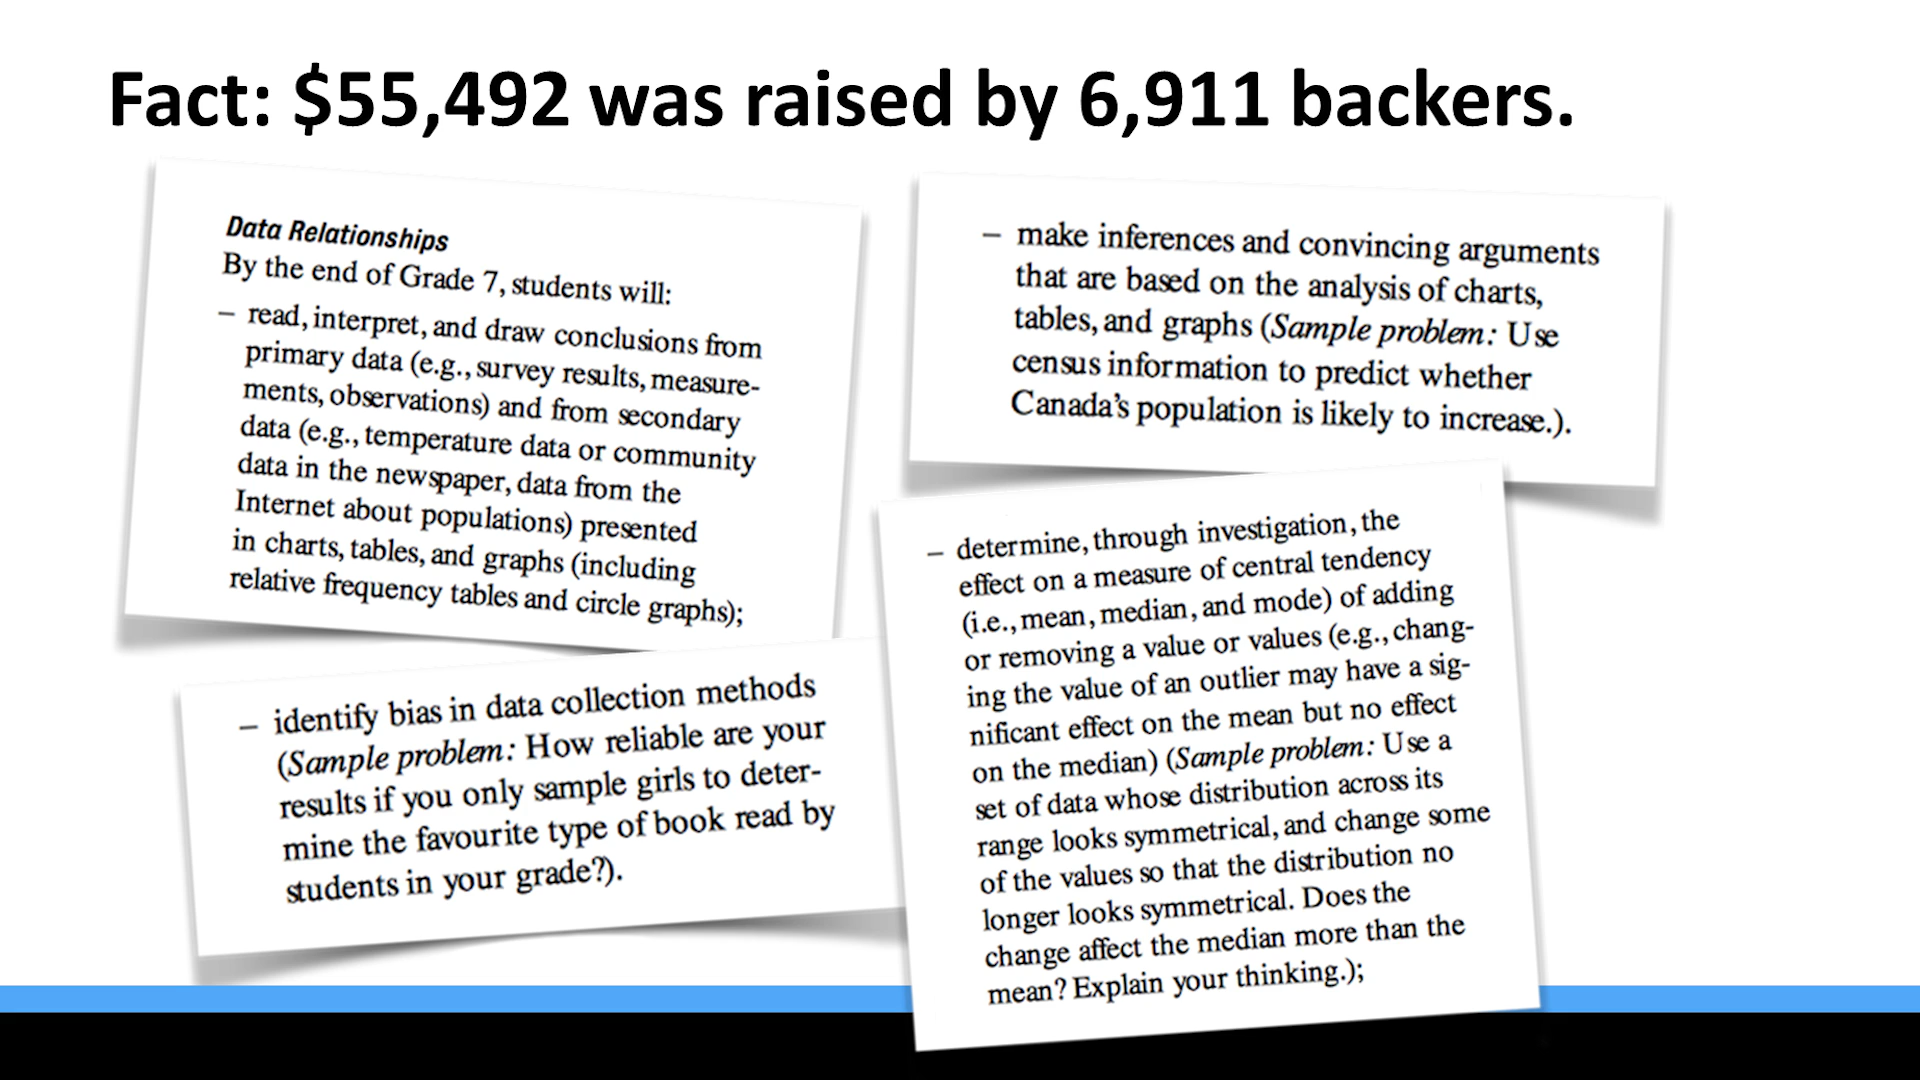 Fact: $55,492 was raised by 6,911 backers.
Data Relationships
By the end of Grade 7, students will:
– read, interpret, and draw conclusions from
primary data (e.g., survey results, measure-
ments, observations) and from secondary
data (e.g., temperature data or community
data in the newspaper, data from the
Internet about populations) presented
in charts, tables, and graphs (including
relative frequency tables and circle graphs);
– identify bias in data collection methods
(Sample problem: How reliable are your
results if you only sample girls to deter-
mine the favourite type of book read by
students in your grade?).
– make inferences and convincing arguments
that are based on the analysis of charts,
tables, and graphs (Sample problem: Use
census information to predict whether
Canada’s population is likely to increase.).
– determine, through investigation, the
effect on a measure of central tendency
(i.e., mean, median, and mode) of adding
or removing a value or values (e.g., chang-
ing the value of an outlier may have a sig-
nificant effect on the mean but no effect
on the median) (Sample problem: Use a
set of data whose distribution across its
range looks symmetrical, and change some
of the values so that the distribution no
longer looks symmetrical. Does the
change affect the median more than the
mean? Explain your thinking.);